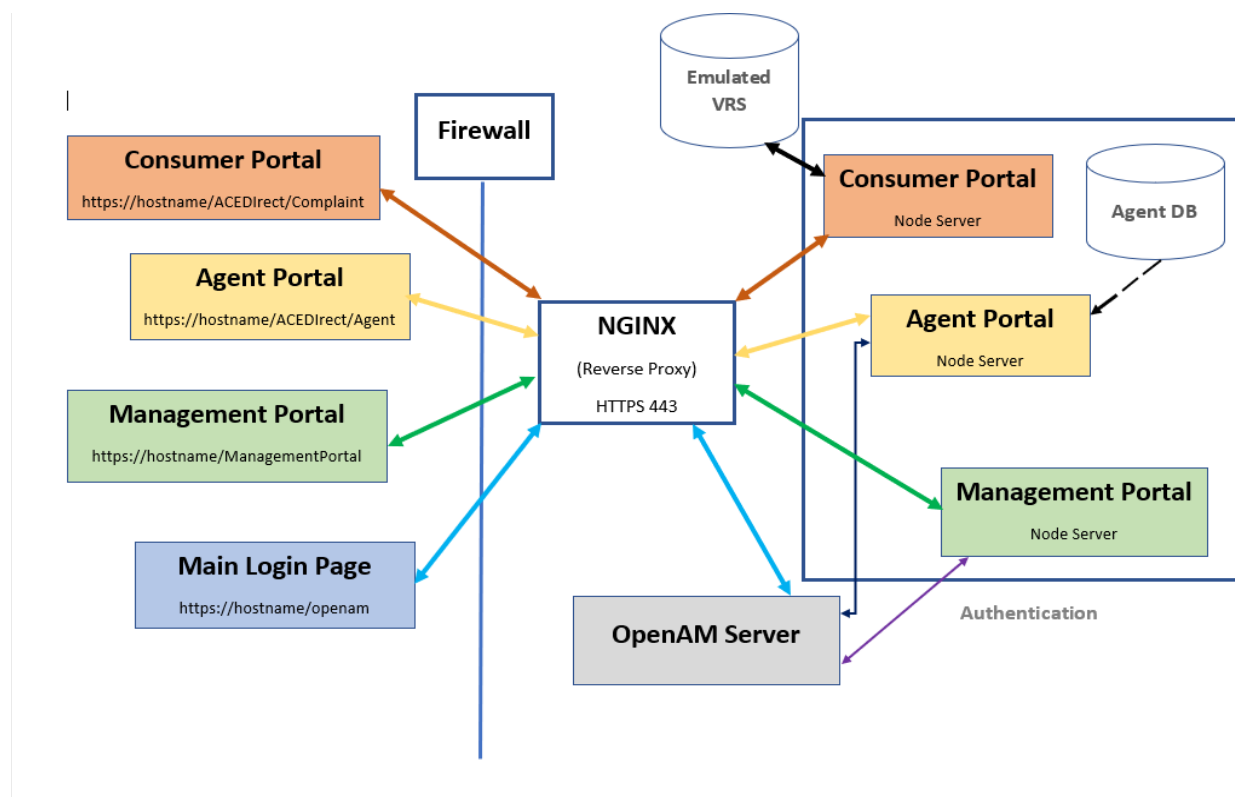 Emulated
VRS
Firewall
Consumer Portal
https://hostname/ACEDIrect/Complaint
Consumer Portal
Node Server
Agent DB
Agent Portal
https://hostname/ACEDIrect/Agent
NGINX
(Reverse Proxy)
HTTPS 443
Agent Portal
Node Server
Management Portal
https://hostname/ManagementPortal
Management Portal
Node Server
Main Login Page
https://hostname/openam
OpenAM Server
Authentication